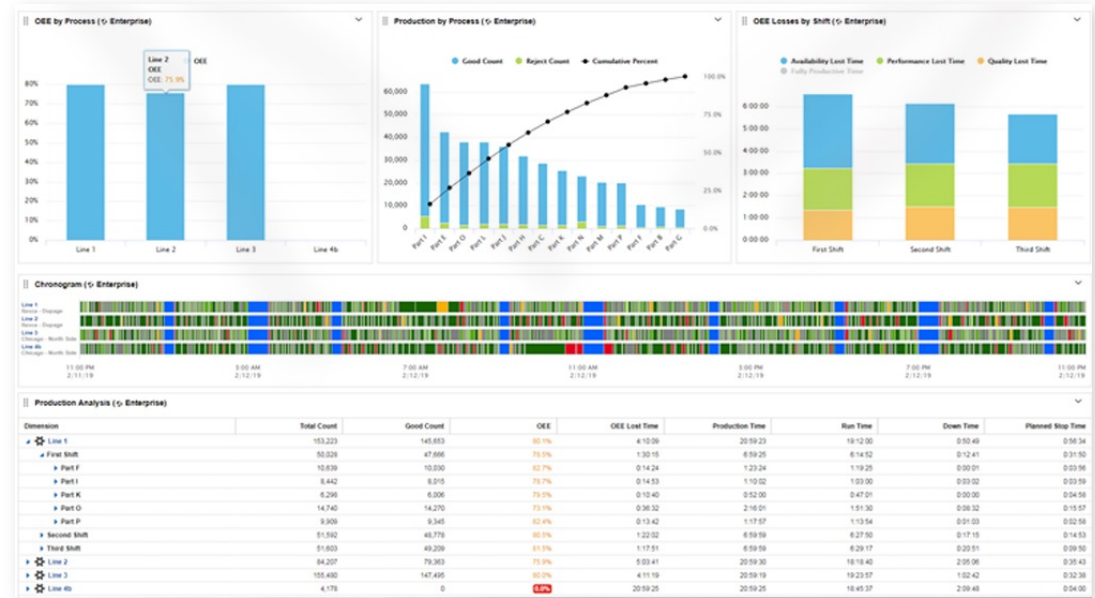 OEE by Process (Enterprise)
Line 2
OEE
OEE: 75.9%
OEE
80%
70%
60%
50%
40%
30%
20%
10%
0%
Line 1 Line 2 Line 3 Line 4b
Production by Process (Enterprise)
Good Count Reject Count Cumulative Percent
60,000
50,000
40,000
30,000
20,000
10,000
0
100.0%
75.0%
50.0%
25.0%
0.0%
Part I Part E Part O Part L Part J Part H Part C Part K Part N Part M Part P Part F Part B Part G
OEE Losses by Shift (Enterprise)
Availability Lost Time Performance Lost Time Quality Lost Time
Fully Productive Time
6:00:00
5:00:00
4:00:00
3:00:00
2:00:00
1:00:00
0:00:00
First Shift Second Shift Third Shift
Chronogram (Enterprise)
Line 1
Line 2
Line 3
Chicago - North Side
Line 4b
Chicago - North Side
11:00 PM 3:00 AM 7:00 AM 11:00 AM 3:00 PM 7:00 PM 11:00 PM
2/11/19 2/12/19 2/12/19 2/12/19 2/12/19 2/12/19 2/12/19
Production Analysis (Enterprise)
Dimension Total Count Good Count OEE OEE Lost Time Production Time Run Time Down Time Planned Stop Time
Line 1 153,223 145,653 80.1% 4:10:09 20:59:23 19:12:00 0:50:49 0:56:34
First Shift 50,028 47,666 78.5% 1:30:15 6:59:25 6:14:52 0:12:41 0:31:50
Part F 10,639 10,030 82.7% 0:14:24 1:23:24 1:19:25 0:00:01 0:03:56
Part I 8,442 8,015 78.7% 0:14:53 1:10:02 1:03:00 0:03:02 0:03:59
Part K 6,298 6,006 79.5% 0:10:40 0:52:00 0:47:01 0:00:00 0:04:58
Part O 14,740 14,270 73.1% 0:36:32 2:16:01 1:51:30 0:08:32 0:15:57
Part P 9,909 9,345 82.4% 0:13:42 1:17:57 1:13:54 0:01:03 0:02:58
Second Shift 51,592 48,778 80.5% 1:22:02 6:59:59 6:27:50 0:17:15 0:14:53
Third Shift 51,603 49,209 81.5% 1:17:51 6:59:59 6:29:17 0:20:51 0:09:50
Line 2 84,207 79,363 75.9% 5:03:41 20:59:30 18:18:40 2:05:06 0:35:43
Line 3 155,480 147,495 80.0% 4:11:19 20:59:19 19:23:57 1:02:42 0:32:38
Line 4b 4,178 0 0.0% 20:59:25 20:59:25 18:45:37 2:09:48 0:04:00